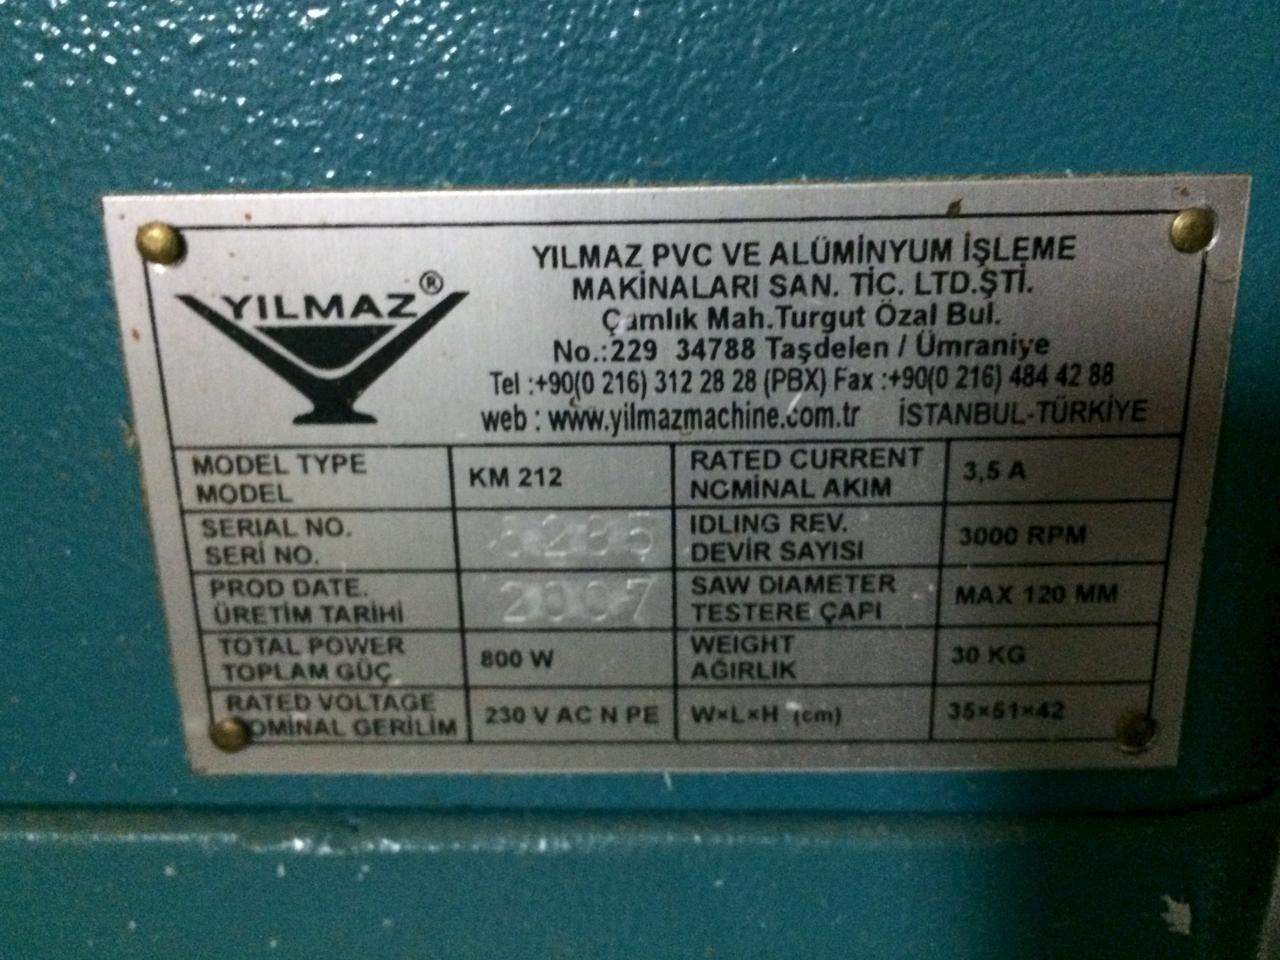 YILMAZ®
YILMAZ PVC VE ALÜMİNYUM İŞLEME
MAKİNALARI SAN. TİC. LTD.ŞTİ.
Çamlık Mah.Turgut Özal Bul.
No.:229 34788 Taşdelen / Ümraniye
Tel :+90(0 216) 312 28 28 (PBX) Fax :+90(0 216) 484 42 88
web : www.yilmazmachine.com.tr İSTANBUL-TÜRKİYE
MODEL TYPE
MODEL
KM 212
RATED CURRENT
NOMİNAL AKIM
3,5 A
SERIAL NO.
SERİ NO.
IDLING REV.
DEVİR SAYISI
3000 RPM
PROD DATE.
ÜRETİM TARİHİ
2007
SAW DIAMETER
TESTERE ÇAPI
MAX 120 MM
TOTAL POWER
TOPLAM GÜÇ
800 W
WEIGHT
AĞIRLIK
30 KG
RATED VOLTAGE
NOMİNAL GERİLİM
230 V AC N PE
W×L×H (cm)
35×51×42